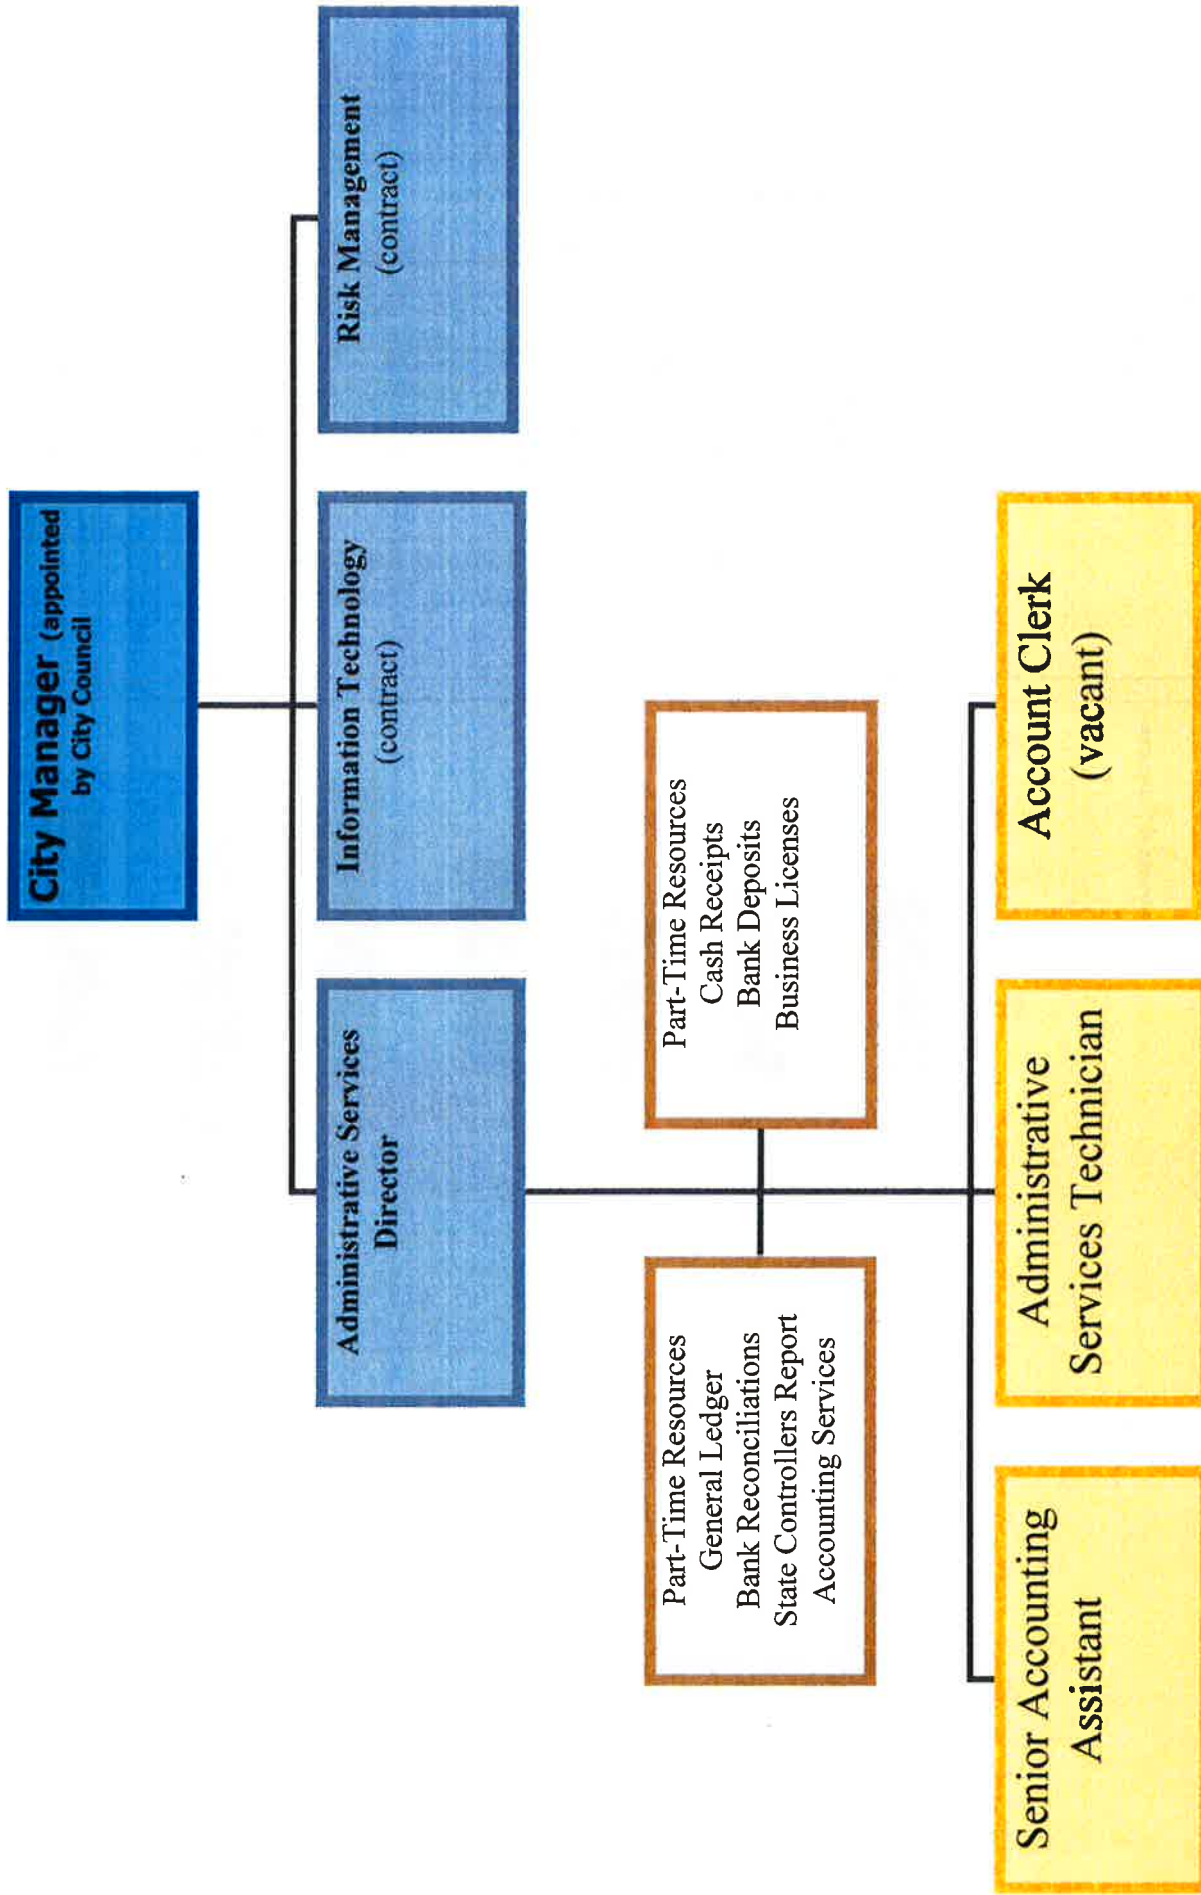 City Manager (appointed
by City Council
Administrative Services
Director
Information Technology
(contract)
Risk Management
(contract)
Part-Time Resources
General Ledger
Bank Reconciliations
State Controllers Report
Accounting Services
Part-Time Resources
Cash Receipts
Bank Deposits
Business Licenses
Senior Accounting
Assistant
Administrative
Services Technician
Account Clerk
(vacant)